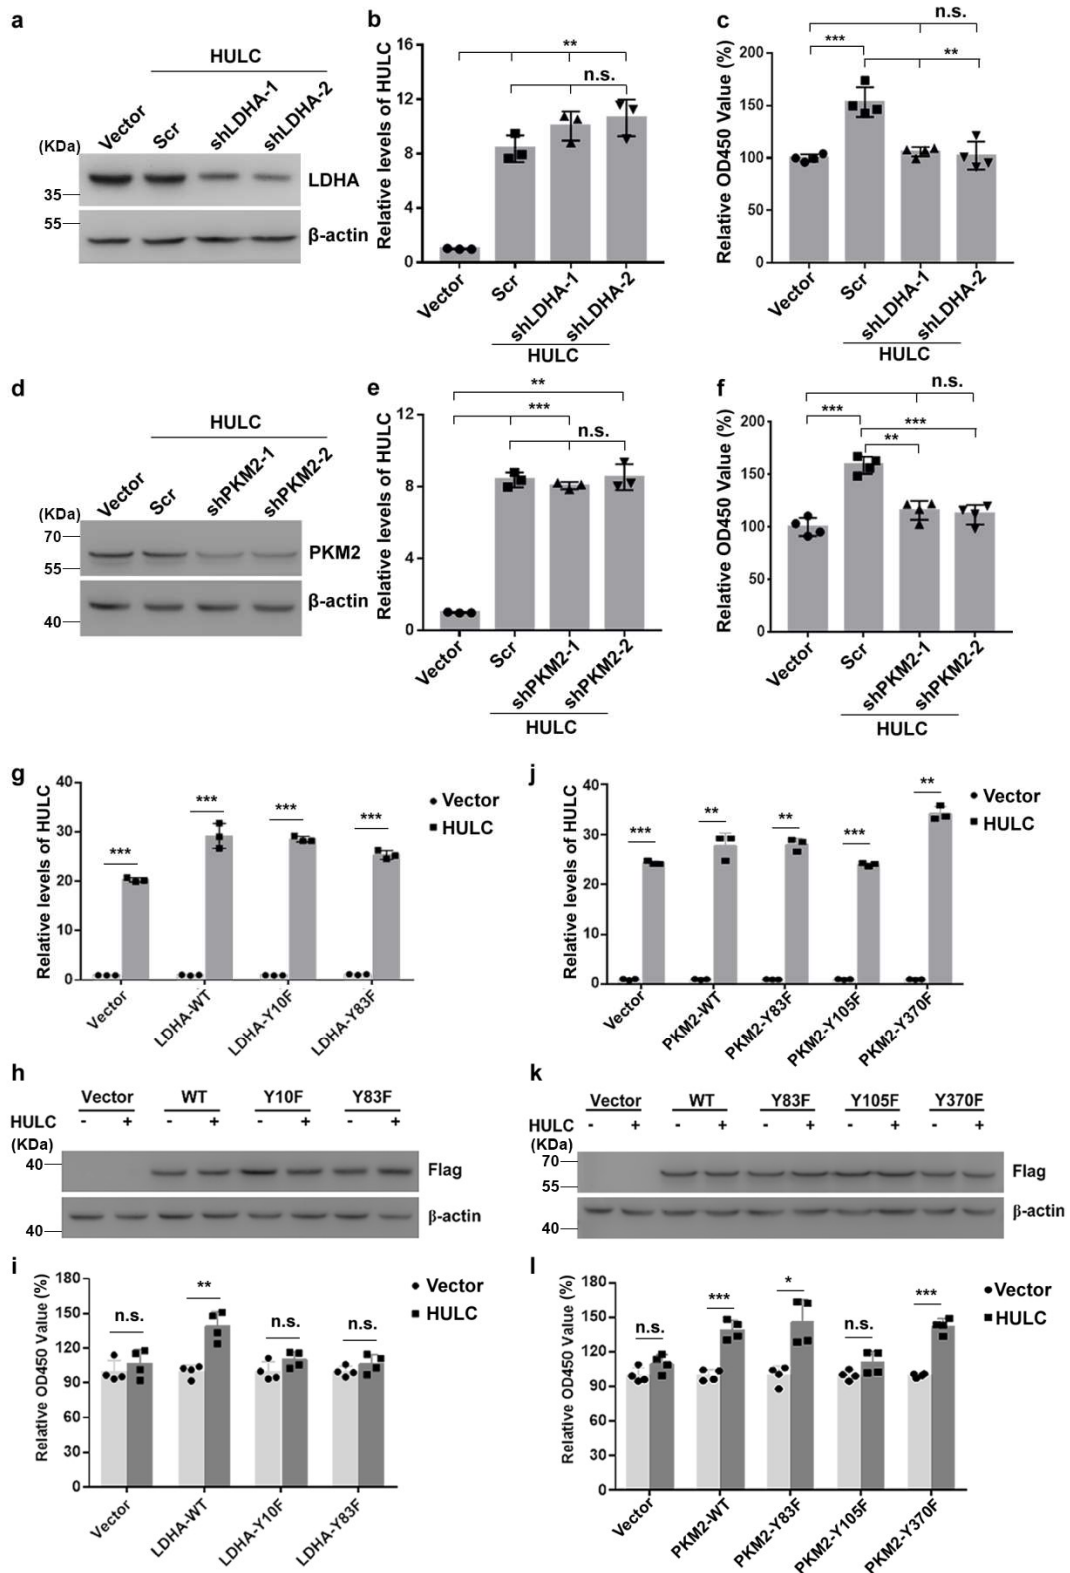 a
HULC
Vector
Scr
shLDHA-1
shLDHA-2
(KDa)
LDHA
35
55
β-actin
b
Relative levels of HULC
16
12
8
4
0
**
n.s.
Vector
Scr
shLDHA-1
shLDHA-2
HULC
c
Relative OD450 Value (%)
200
150
100
50
0
n.s.
***
**
Vector
Scr
shLDHA-1
shLDHA-2
HULC
d
HULC
Vector
Scr
shPKM2-1
shPKM2-2
(KDa)
70
PKM2
55
β-actin
40
e
Relative levels of HULC
12
8
4
0
**
***
n.s.
Vector
Scr
shPKM2-1
shPKM2-2
HULC
f
Relative OD450 Value (%)
200
150
100
50
0
n.s.
***
***
**
Vector
Scr
shPKM2-1
shPKM2-2
HULC
g
Relative levels of HULC
40
30
20
10
0
***
***
***
***
Vector
HULC
Vector
LDHA-WT
LDHA-Y10F
LDHA-Y83F
j
Relative levels of HULC
40
30
20
10
0
***
**
**
***
**
Vector
HULC
Vector
PKM2-WT
PKM2-Y83F
PKM2-Y105F
PKM2-Y370F
h
Vector WT Y10F Y83F
HULC - + - + - + - +
(KDa)
40
Flag
β-actin
40
k
Vector WT Y83F Y105F Y370F
HULC - + - + - + - + - +
(KDa)
70
Flag
55
β-actin
40
i
Relative OD450 Value (%)
180
150
120
90
60
30
0
n.s.
**
n.s.
n.s.
Vector
HULC
Vector
LDHA-WT
LDHA-Y10F
LDHA-Y83F
l
Relative OD450 Value (%)
180
150
120
90
60
30
0
n.s.
***
*
n.s.
***
Vector
HULC
Vector
PKM2-WT
PKM2-Y83F
PKM2-Y105F
PKM2-Y370F